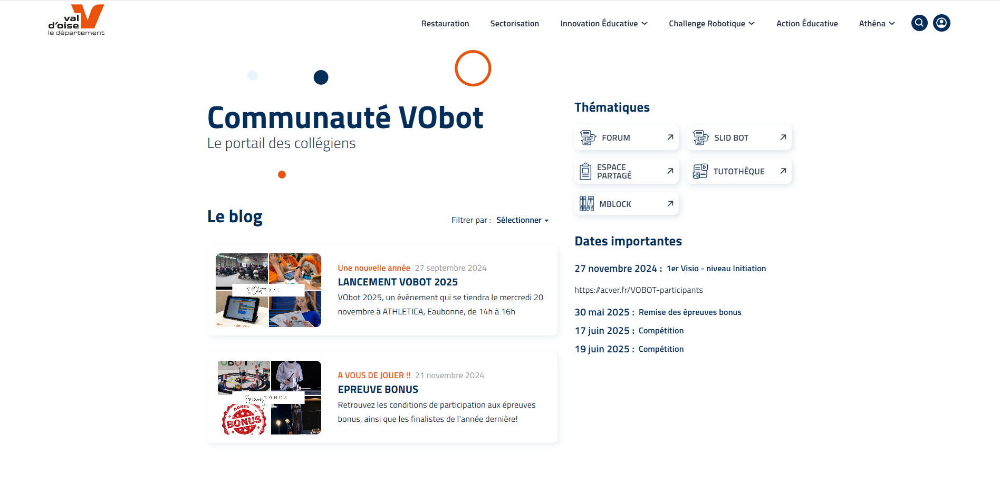 val
d'oise
le département
Restauration
Sectorisation
Innovation Éducative
Challenge Robotique
Action Éducative
Athéna
Communauté VObot
Le portail des collégiens
Le blog
Filtrer par : Sélectionner
Une nouvelle année 27 septembre 2024
LANCEMENT VOBOT 2025
VObot 2025, un événement qui se tiendra le mercredi 20
novembre à ATHLETICA, Eaubonne, de 14h à 16h
VObot 2025
A VOUS DE JOUER !! 21 novembre 2024
EPREUVE BONUS
Retrouvez les conditions de participation aux épreuves
bonus, ainsi que les finalistes de l'année dernière!
Epreuves BONUS
BONUS
BONUS
Thématiques
FORUM
SLID BOT
ESPACE
PARTAGÉ
TUTOTHÈQUE
MBLOCK
Dates importantes
27 novembre 2024 : 1er Visio - niveau Initiation
https://acver.fr/VOBOT-participants
30 mai 2025 : Remise des épreuves bonus
17 juin 2025 : Compétition
19 juin 2025 : Compétition